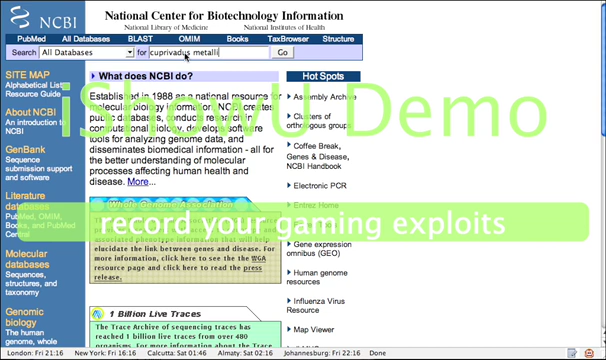 NCBI
National Center for Biotechnology Information
National Library of Medicine National Institutes of Health
PubMed All Databases BLAST OMIM Books TaxBrowser Structure
Search All Databases for cuprivadus metalli Go
SITE MAP
Alphabetical List
Resource Guide
About NCBI
An introduction to
NCBI
GenBank
Sequence
submission support
and software
Literature
databases
PubMed, OMIM,
Books, and PubMed
Central
Molecular
databases
Sequences,
structures, and
taxonomy
Genomic
biology
The human genome,
What does NCBI do?
Established in 1988 as a national resource for
molecular biology information, NCBI creates
public databases, conducts research in
computational biology, develops software
tools for analyzing genome data, and
disseminates biomedical information - all for
the better understanding of molecular
processes affecting human health and
disease. More...
Whole Genome Association
elucidate the link between genes and disease. For
more information, click here to see the WGA
resource page and click here to read the press
release.
1 Billion Live Traces
The Trace Archive of sequencing traces has
reached 1 billion live traces from over 480
organisms. For more information about the
Hot Spots
Assembly Archive
Clusters of
orthologous groups
Coffee Break,
Genes & Disease,
NCBI Handbook
Electronic PCR
Entrez Home
Gene expression
omnibus (GEO)
Human genome
resources
Influenza Virus
Resource
Map Viewer
iShowU Demo
record your gaming exploits
London: Fri 21:16 New York: Fri 16:16 Calcutta: Sat 01:46 Almaty: Sat 02:16 Johannesburg: Fri 22:16 Done